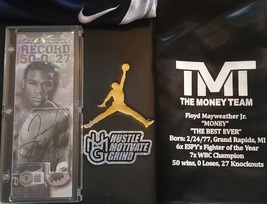 RECORD
50-0 27
HUSTLE
MOTIVATE
GRIND
TMT
THE MONEY TEAM
Floyd Mayweather Jr.
"MONEY"
"THE BEST EVER"
Born: 2/24/77, Grand Rapids, MI
6x ESPY's Fighter of the Year
7x WBC Champion
50 wins, 0 Loses, 27 Knockouts